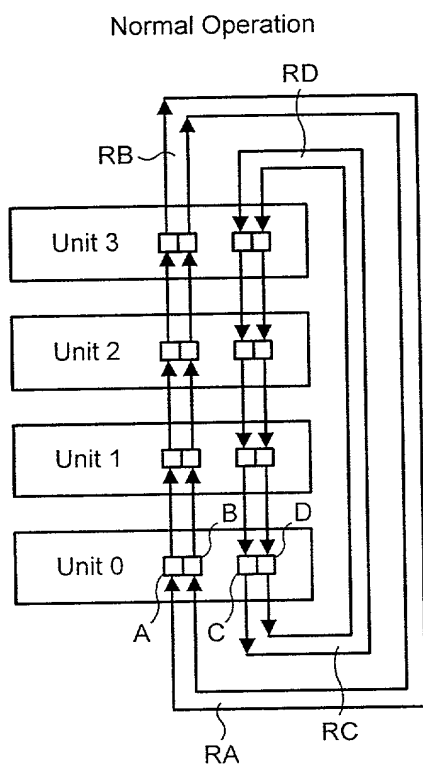 Normal Operation
RD
RB
Unit 3
Unit 2
Unit 1
B
D
Unit 0
A
C
RC
RA